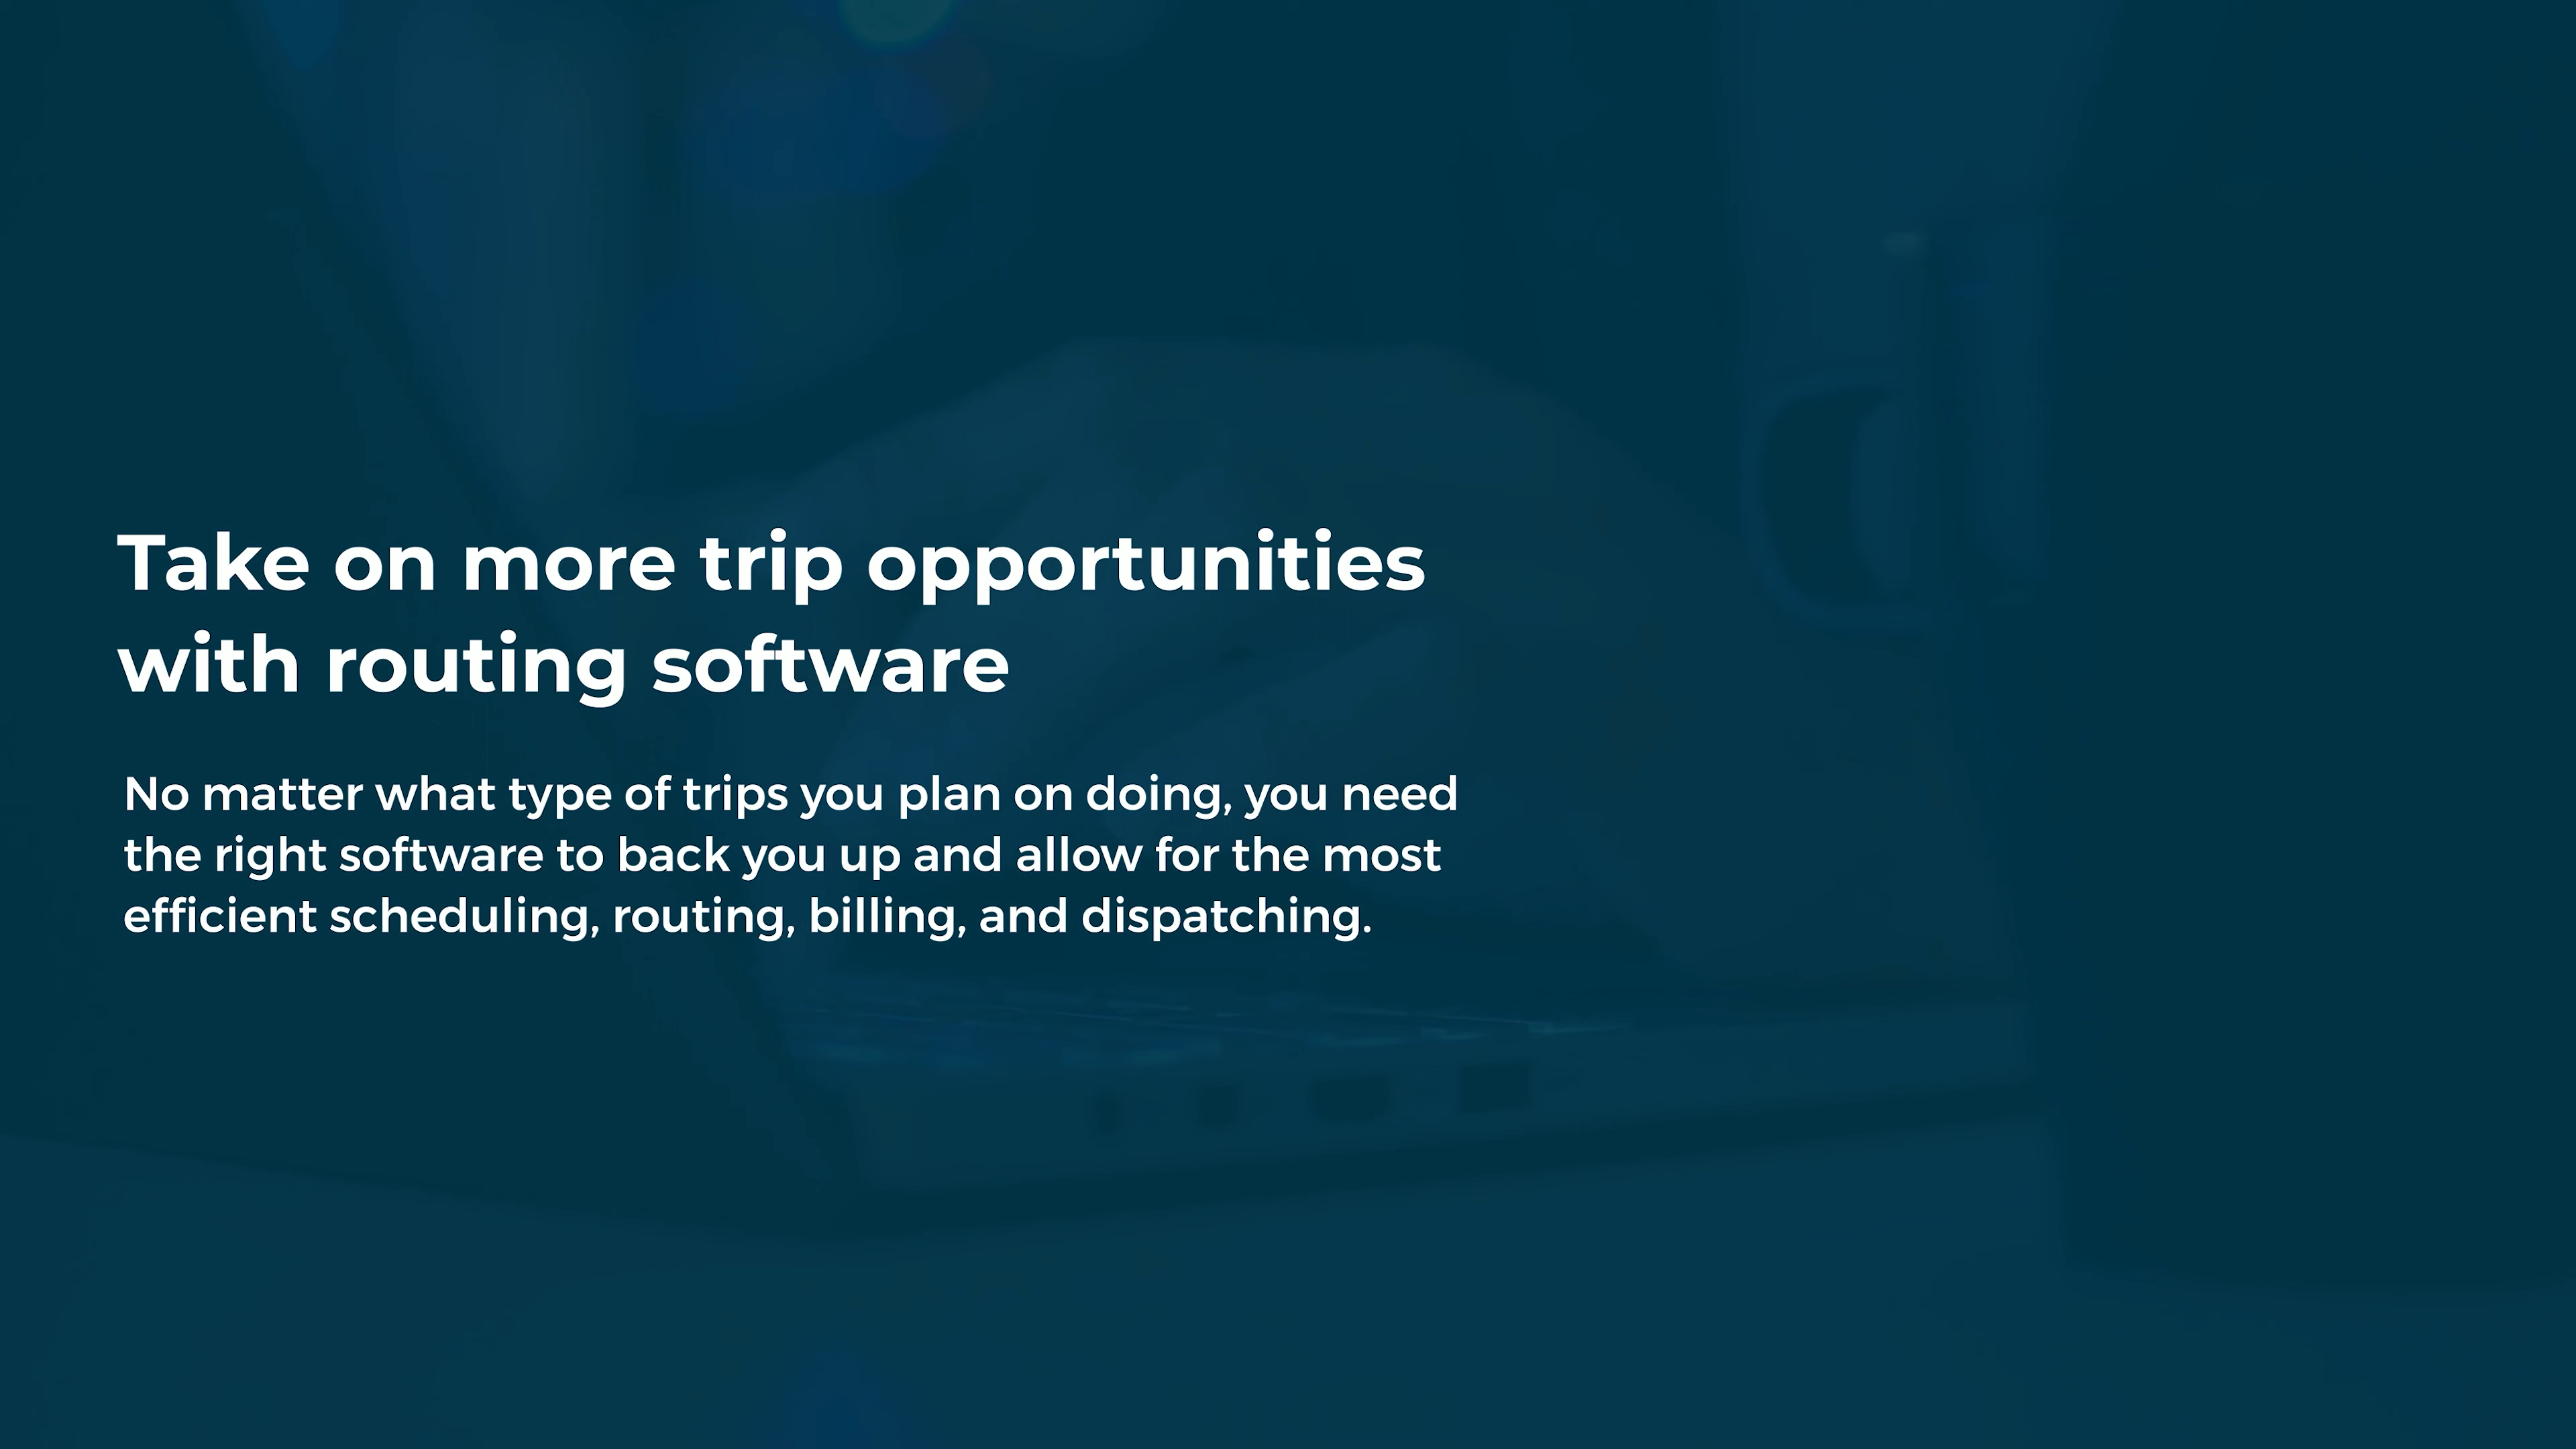 Take on more trip opportunities
with routing software
No matter what type of trips you plan on doing, you need
the right software to back you up and allow for the most
efficient scheduling, routing, billing, and dispatching.